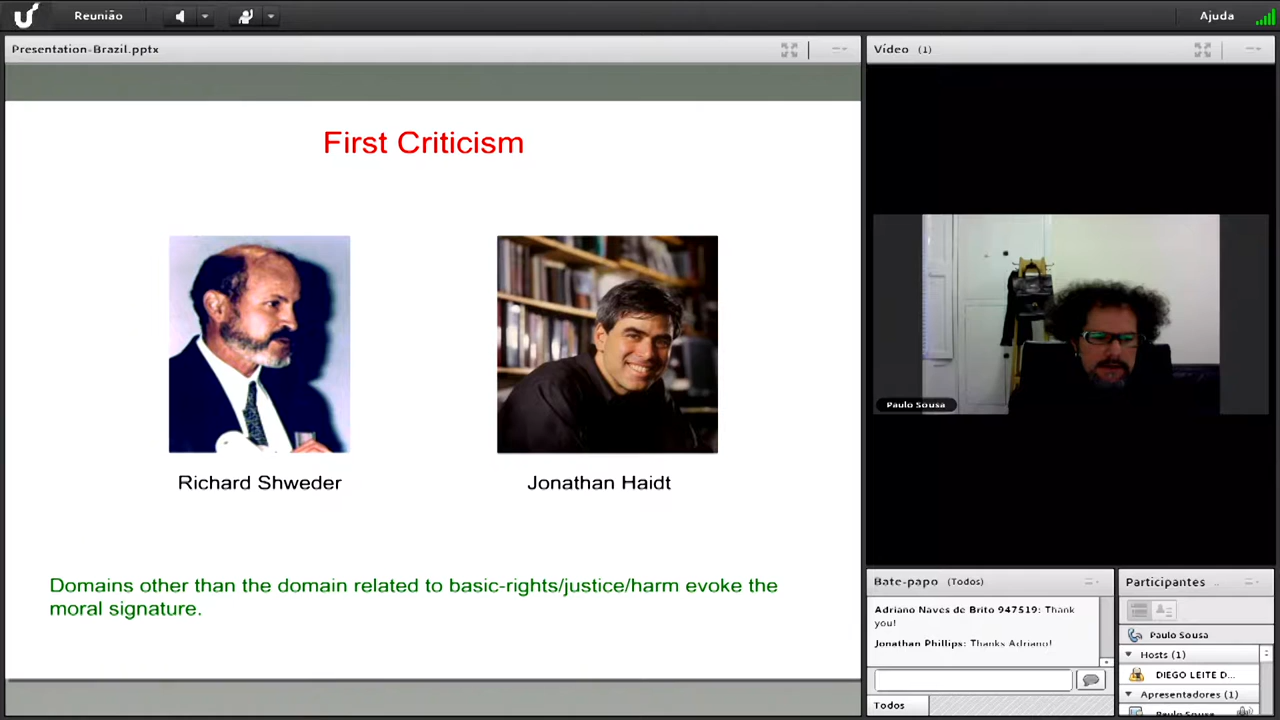 Reunião
Ajuda
Presentation-Brazil.pptx
First Criticism
Richard Shweder
Jonathan Haidt
Domains other than the domain related to basic-rights/justice/harm evoke the
moral signature.
Vídeo (1)
Paulo Sousa
Bate-papo (Todos)
Adriano Naves de Brito 947519: Thank
you!
Jonathan Phillips: Thanks Adriano!
Todos
Participantes ..
Paulo Sousa
Hosts (1)
DIEGO LEITE D...
Apresentadores (1)
Paulo Sousa